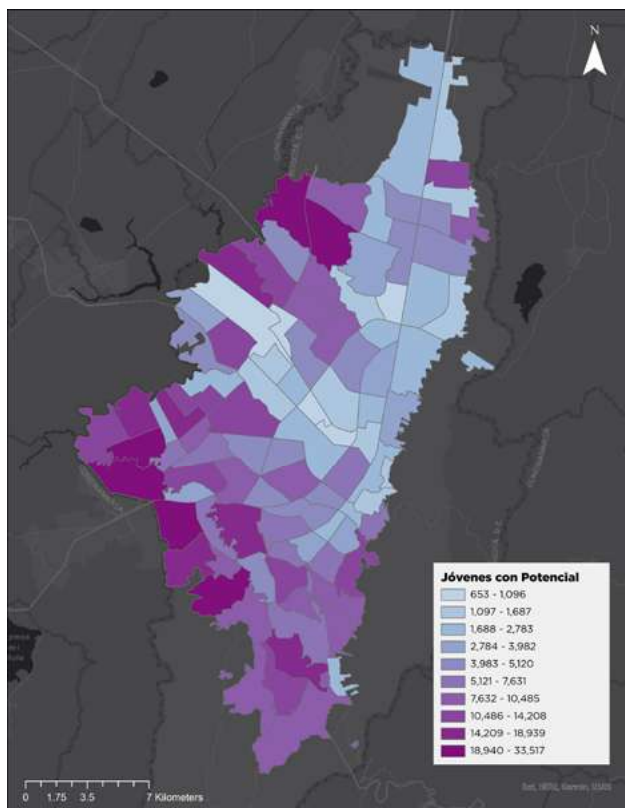 N
Jóvenes con Potencial
653 - 1,096
1,097 - 1,687
1,688 - 2,783
2,784 - 3,982
3,983 - 5,120
5,121 - 7,631
7,632 - 10,485
10,486 - 14,208
14,209 - 18,939
18,940 - 33,517
0 1.75 3.5 7 Kilometers